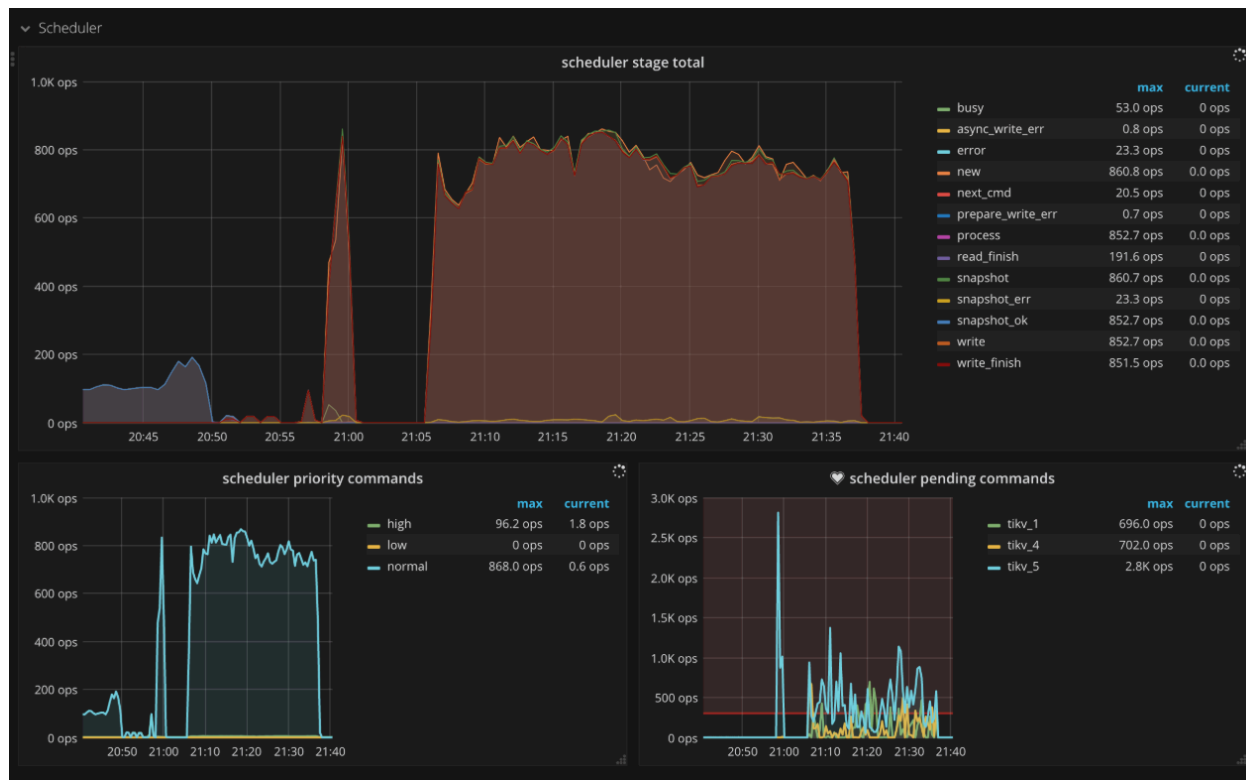 Scheduler
scheduler stage total
1.0K ops
800 ops
600 ops
400 ops
200 ops
0 ops
20:45 20:50 20:55 21:00 21:05 21:10 21:15 21:20 21:25 21:30 21:35 21:40
max current
busy 53.0 ops 0 ops
async_write_err 0.8 ops 0 ops
error 23.3 ops 0 ops
new 860.8 ops 0.0 ops
next_cmd 20.5 ops 0 ops
prepare_write_err 0.7 ops 0 ops
process 852.7 ops 0.0 ops
read_finish 191.6 ops 0 ops
snapshot 860.7 ops 0.0 ops
snapshot_err 23.3 ops 0 ops
snapshot_ok 852.7 ops 0.0 ops
write 852.7 ops 0.0 ops
write_finish 851.5 ops 0.0 ops
scheduler priority commands
1.0K ops
800 ops
600 ops
400 ops
200 ops
0 ops
20:50 21:00 21:10 21:20 21:30 21:40
max current
high 96.2 ops 1.8 ops
low 0 ops 0 ops
normal 868.0 ops 0.6 ops
scheduler pending commands
3.0K ops
2.5K ops
2.0K ops
1.5K ops
1.0K ops
500 ops
0 ops
20:50 21:00 21:10 21:20 21:30 21:40
max current
tikv_1 696.0 ops 0 ops
tikv_4 702.0 ops 0 ops
tikv_5 2.8K ops 0 ops